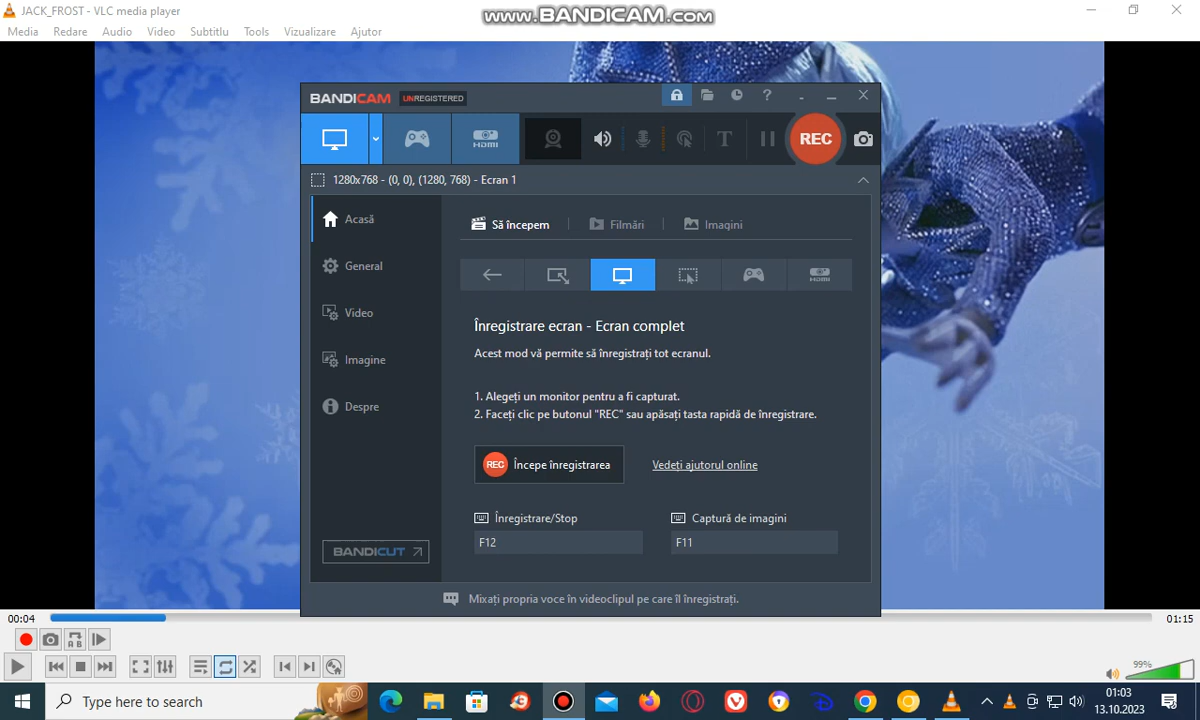 JACK_FROST - VLC media player
www.BANDICAM.com
Media Redare Audio Video Subtitlu Tools Vizualizare Ajutor
BANDICAM UNREGISTERED
HDMI
REC
1280x768 - (0, 0), (1280, 768) - Ecran 1
Acasă
General
Video
Imagine
Despre
BANDICUT
Să începem
Filmări
Imagini
HDMI
Înregistrare ecran - Ecran complet
Acest mod vă permite să înregistrați tot ecranul.
1. Alegeți un monitor pentru a fi capturat.
2. Faceți clic pe butonul "REC" sau apăsați tasta rapidă de înregistrare.
REC Începe înregistrarea
Vedeți ajutorul online
Înregistrare/Stop
F12
Captură de imagini
F11
Mixați propria voce în videoclipul pe care îl înregistrați.
00:04
01:15
99%
Type here to search
01:03
13.10.2023